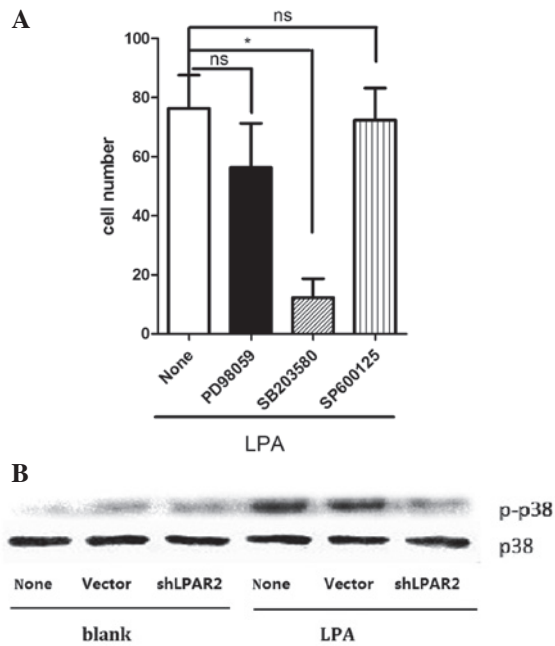 A
ns
*
ns
100
80
60
40
20
0
cell number
None
PD98059
SB203580
SP600125
LPA
B
p-p38
p38
None Vector shLPAR2 None Vector shLPAR2
blank LPA